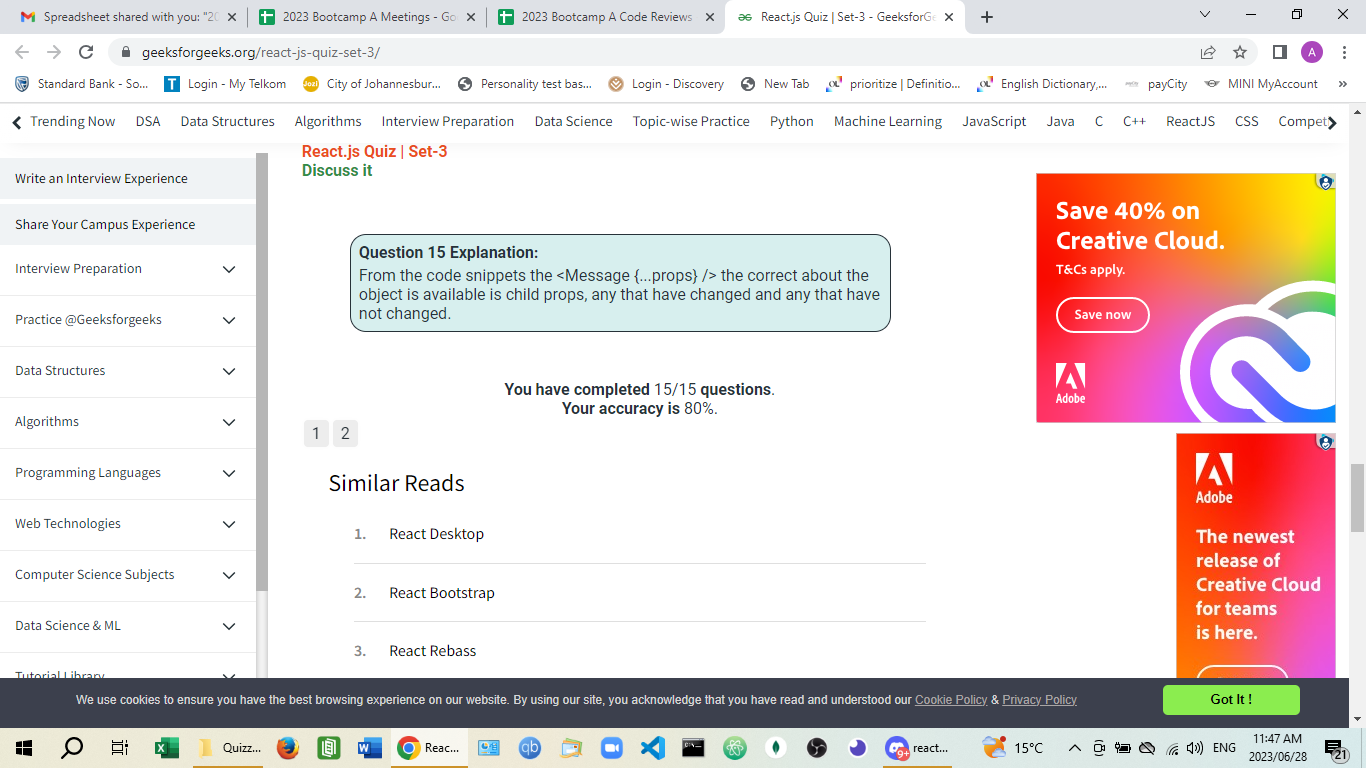 Spreadsheet shared with you: "20
2023 Bootcamp A Meetings - Go
2023 Bootcamp A Code Reviews
React.js Quiz | Set-3 - GeeksforGe
geeksforgeeks.org/react-js-quiz-set-3/
A
Standard Bank - So...
Login - My Telkom
Jozi
City of Johannesbur...
Personality test bas...
Login - Discovery
New Tab
prioritize | Definitio...
English Dictionary,...
payCity
MINI MyAccount
»
Trending Now
DSA
Data Structures
Algorithms
Interview Preparation
Data Science
Topic-wise Practice
Python
Machine Learning
JavaScript
Java
C
C++
ReactJS
CSS
Compet
Write an Interview Experience
Share Your Campus Experience
Interview Preparation
Practice @Geeksforgeeks
Data Structures
Algorithms
Programming Languages
Web Technologies
Computer Science Subjects
Data Science & ML
Tutorial Library
React.js Quiz | Set-3
Discuss it
Question 15 Explanation:
From the code snippets the <Message {...props} /> the correct about the
object is available is child props, any that have changed and any that have
not changed.
You have completed 15/15 questions.
Your accuracy is 80%.
1 2
Similar Reads
1. React Desktop
2. React Bootstrap
3. React Rebass
Save 40% on
Creative Cloud.
T&Cs apply.
Save now
Adobe
Adobe
The newest
release of
Creative Cloud
for teams
is here.
We use cookies to ensure you have the best browsing experience on our website. By using our site, you acknowledge that you have read and understood our Cookie Policy & Privacy Policy
Got It !
Quizz...
Reac...
qb
9+
react...
15°C
ENG
11:47 AM
2023/06/28
21